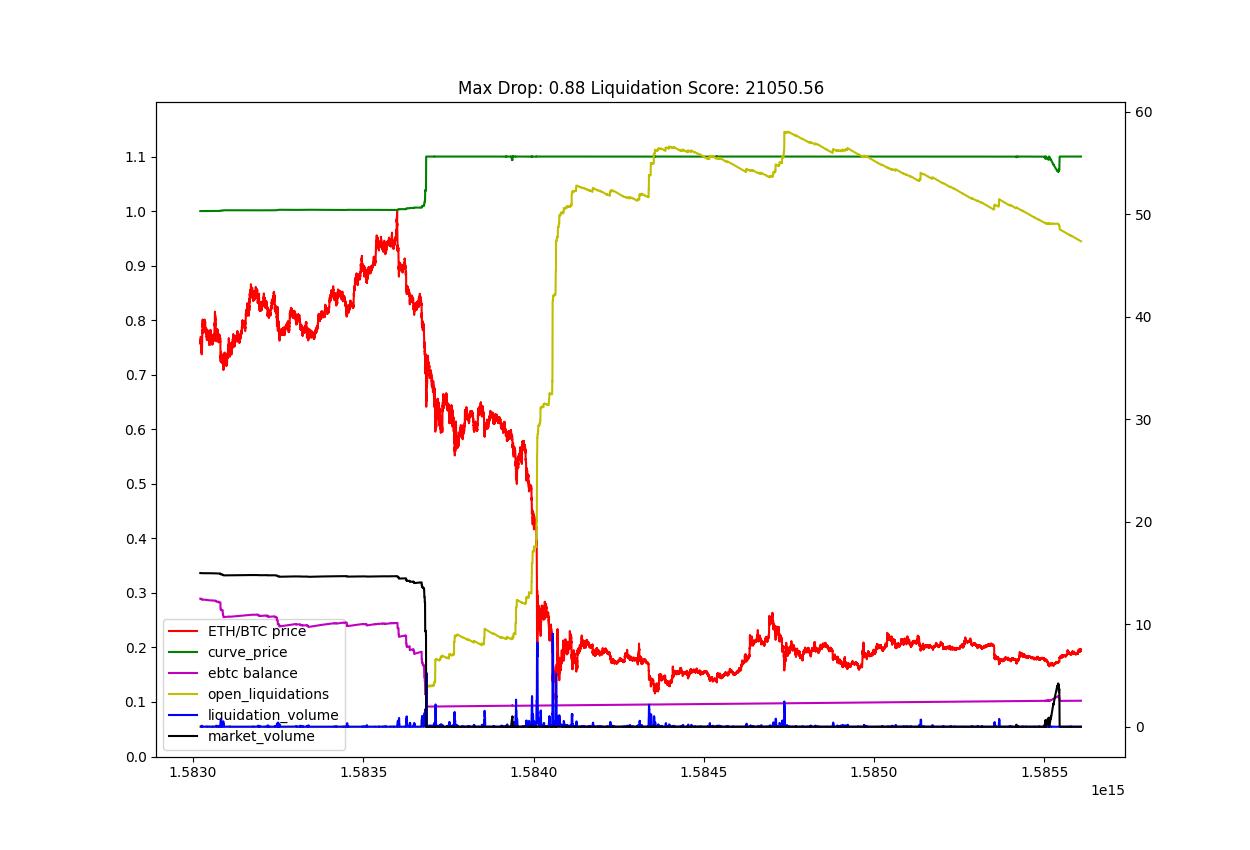 Max Drop: 0.88 Liquidation Score: 21050.56
60
1.1
1.0
50
0.9
0.8
40
0.7
0.6
30
0.5
0.4
20
0.3
0.2
10
0.1
0
0.0
ETH/BTC price
curve_price
ebtc balance
open_liquidations
liquidation_volume
market_volume
1.5830 1.5835 1.5840 1.5845 1.5850 1.5855
1e15